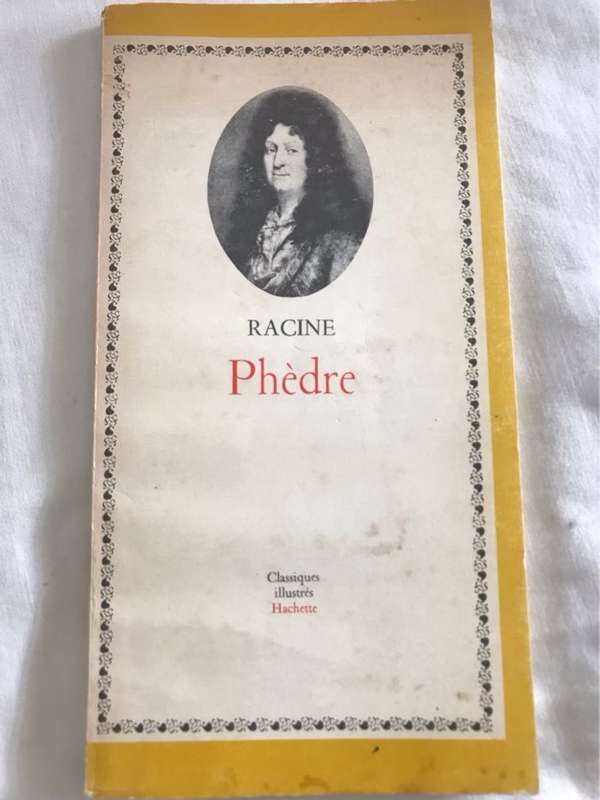 RACINE
Phèdre
Classiques
illustrés
Hachette